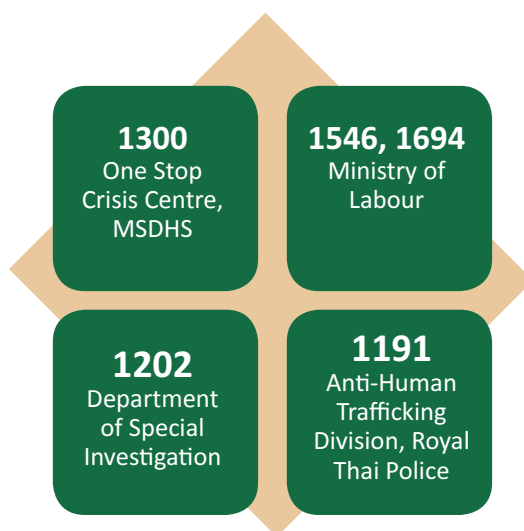 1300
One Stop
Crisis Centre,
MSDHS
1546, 1694
Ministry of
Labour
1202
Department
of Special
Investigation
1191
Anti-Human
Trafficking
Division, Royal
Thai Police